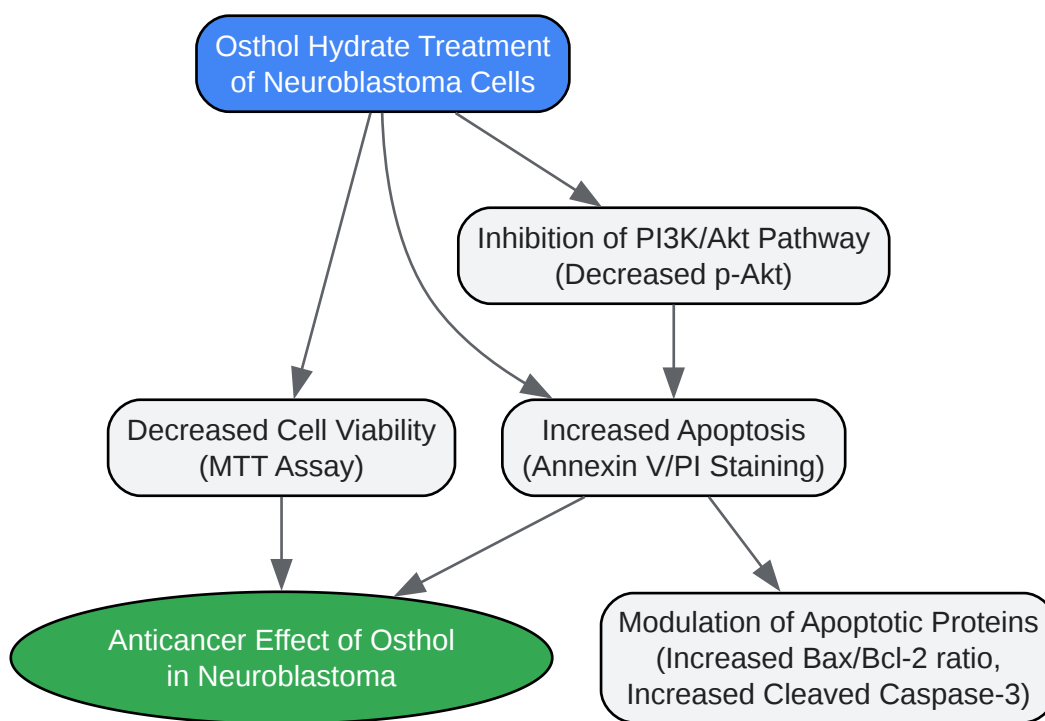 Osthol Hydrate Treatment
of Neuroblastoma Cells
Inhibition of PI3K/Akt Pathway
(Decreased p-Akt)
Decreased Cell Viability
(MTT Assay)
Increased Apoptosis
(Annexin V/PI Staining)
Anticancer Effect of Osthol
in Neuroblastoma
Modulation of Apoptotic Proteins
(Increased Bax/Bcl-2 ratio,
Increased Cleaved Caspase-3)